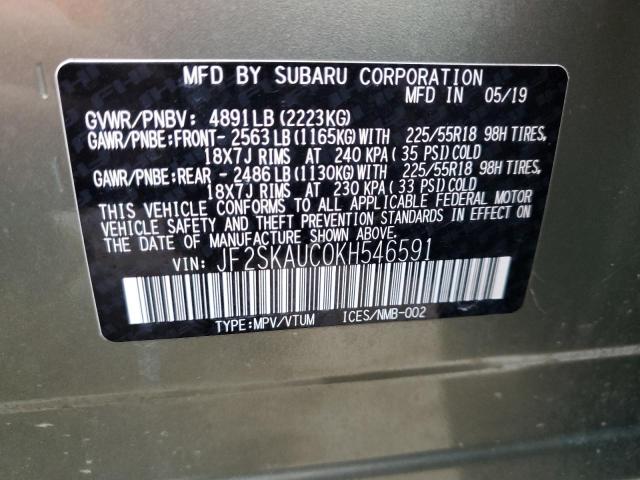 MFD BY SUBARU CORPORATION
MFD IN 05/19
GVWR/PNBV: 4891LB (2223KG)
GAWR/PNBE:FRONT- 2563LB (1165KG) WITH 225/55R18 98H TIRES,
18X7J RIMS AT 240 KPA (35 PSI) COLD
GAWR/PNBE:REAR - 2486LB (1130KG) WITH 225/55R18 98H TIRES,
18X7J RIMS AT 230 KPA (33 PSI) COLD
THIS VEHICLE CONFORMS TO ALL APPLICABLE FEDERAL MOTOR
VEHICLE SAFETY AND THEFT PREVENTION STANDARDS IN EFFECT ON
THE DATE OF MANUFACTURE SHOWN ABOVE.
VIN: JF2SKAUC0KH546591
TYPE:MPV/VTUM ICES/NMB-002